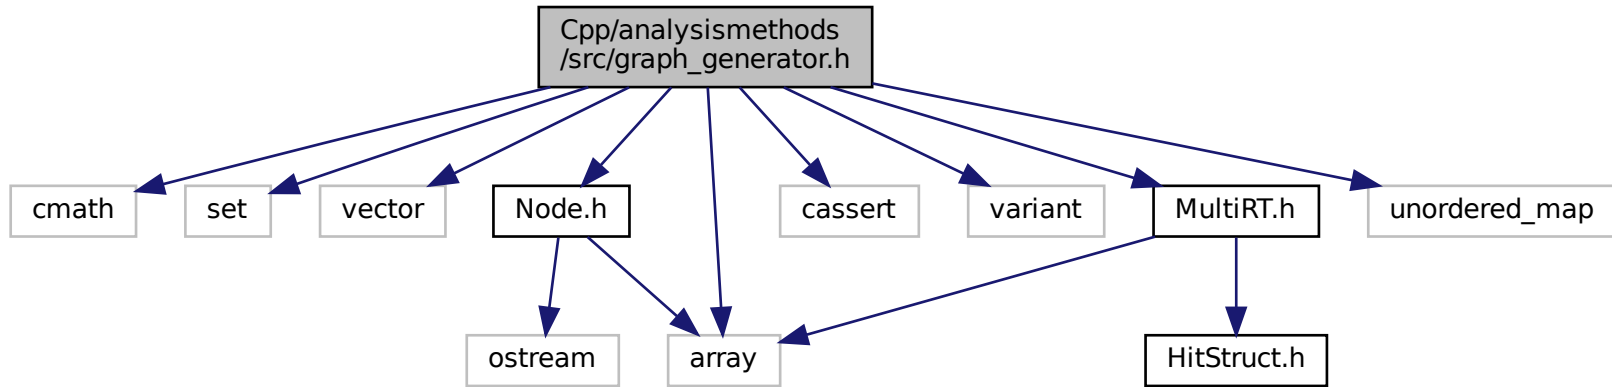 Cpp/analysismethods
/src/graph_generator.h
cmath
set
vector
Node.h
cassert
variant
MultiRT.h
unordered_map
ostream
array
HitStruct.h